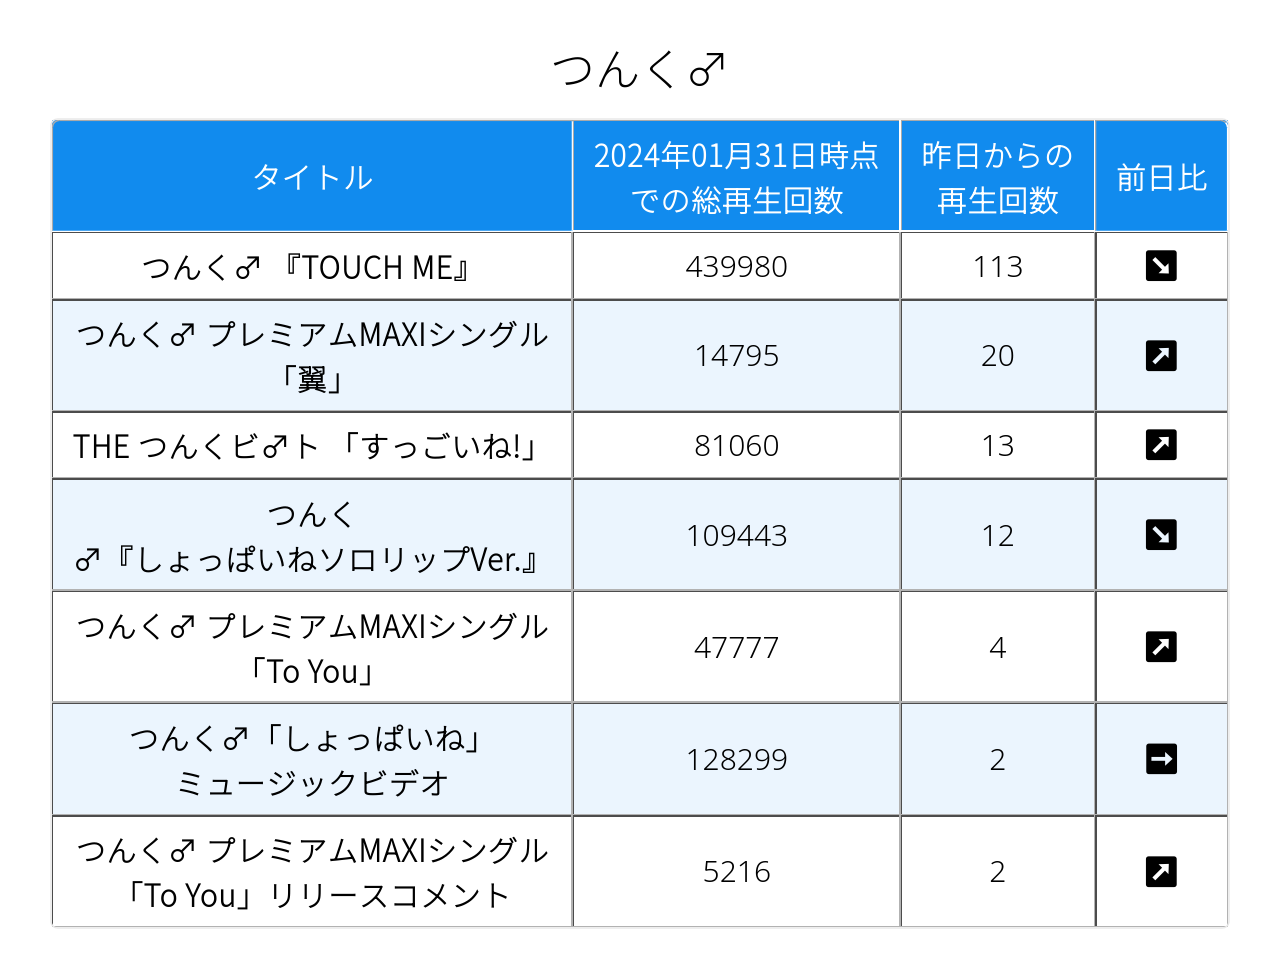 つんく♂
タイトル
2024年01月31日時点
での総再生回数
昨日からの
再生回数
前日比
つんく♂ 『TOUCH ME』
439980
113
つんく♂ プレミアムMAXIシングル
「翼」
14795
20
THE つんくビ♂ト 「すっごいね!」
81060
13
つんく
♂『しょっぱいねソロリップVer.』
109443
12
つんく♂ プレミアムMAXIシングル
「To You」
47777
4
つんく♂「しょっぱいね」
ミュージックビデオ
128299
2
つんく♂ プレミアムMAXIシングル
「To You」リリースコメント
5216
2